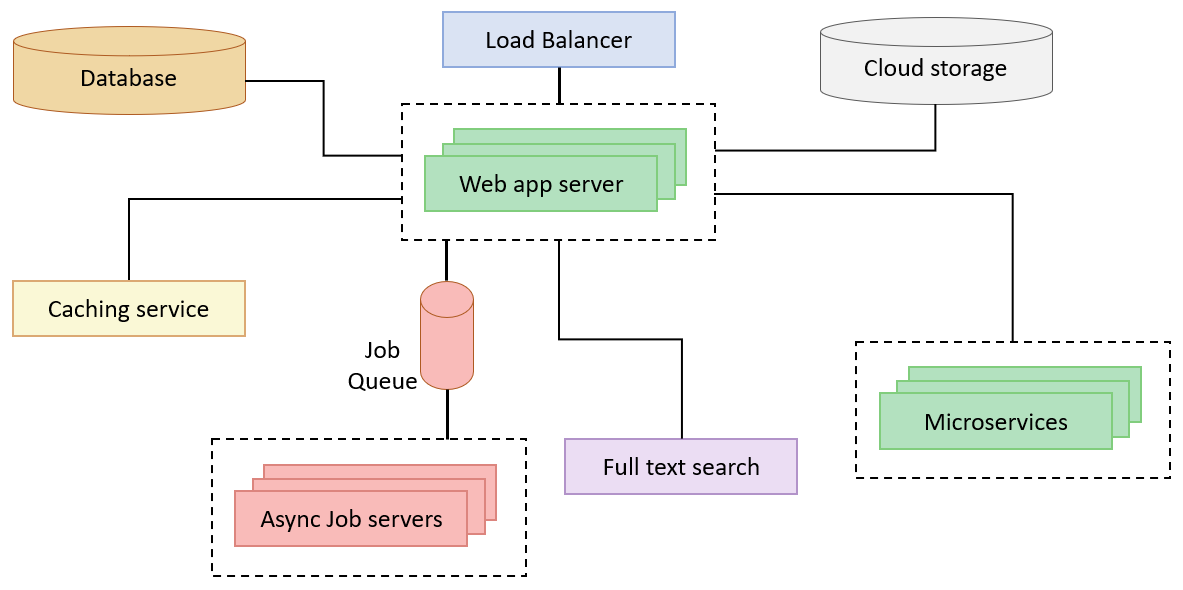 Load Balancer
Database
Cloud storage
Web app server
Caching service
Job
Queue
Microservices
Full text search
Async Job servers